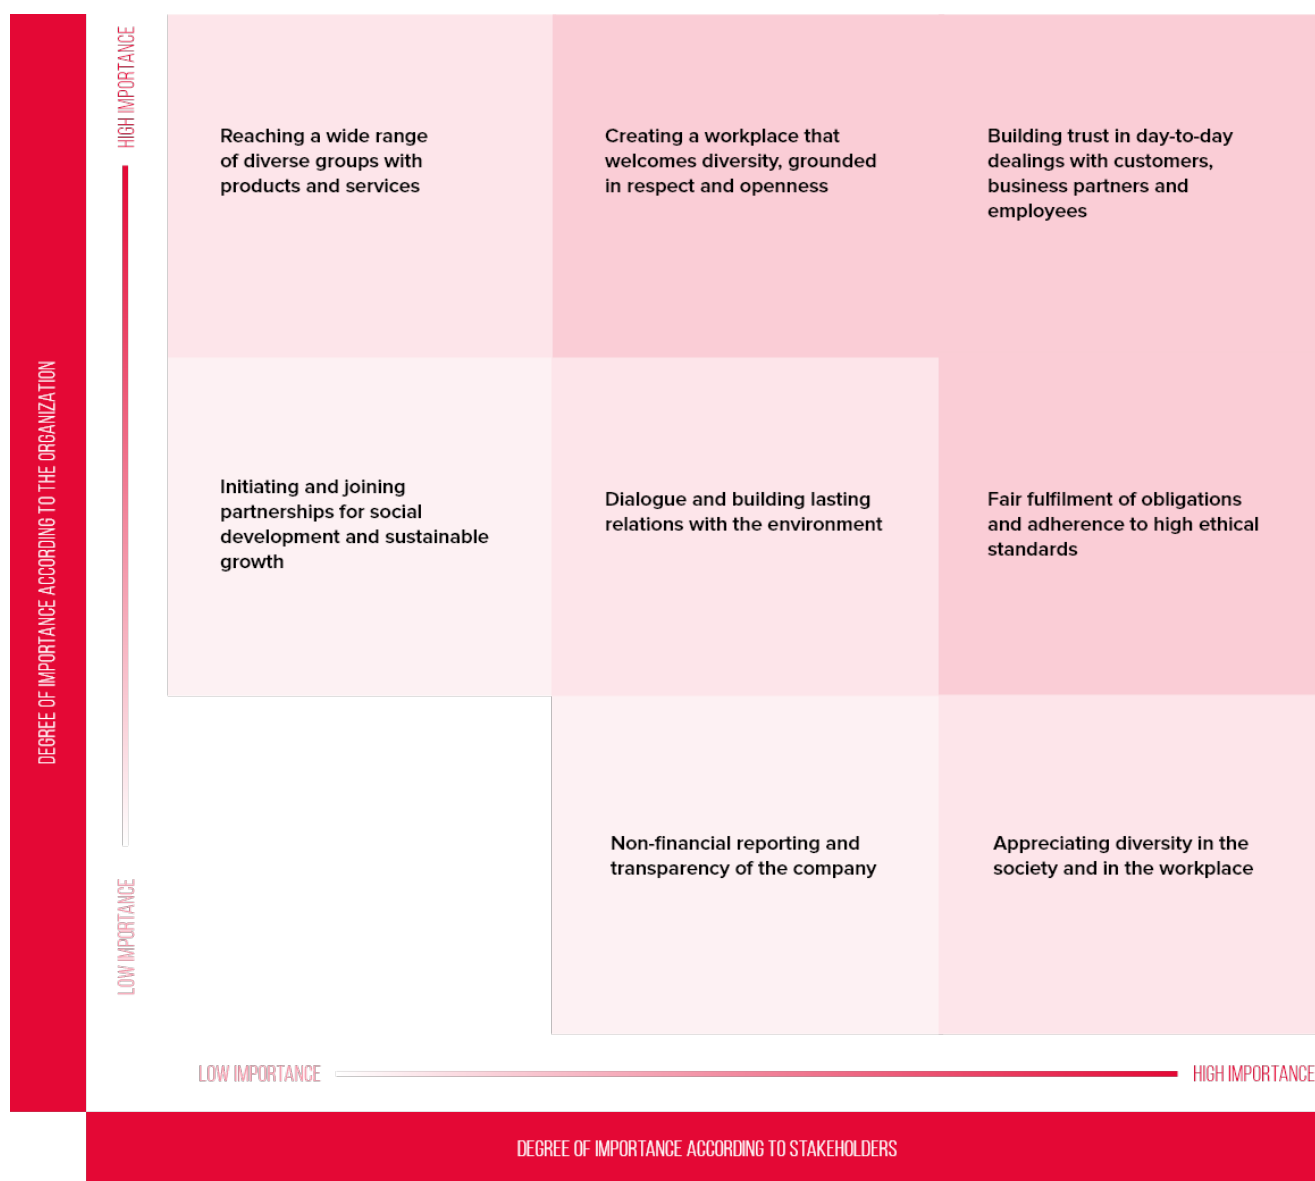 HIGH IMPORTANCE
Reaching a wide range
of diverse groups with
products and services
Creating a workplace that
welcomes diversity, grounded
in respect and openness
Building trust in day-to-day
dealings with customers,
business partners and
employees
DEGREE OF IMPORTANCE ACCORDING TO THE ORGANIZATION
Initiating and joining
partnerships for social
development and sustainable
growth
Dialogue and building lasting
relations with the environment
Fair fulfilment of obligations
and adherence to high ethical
standards
LOW IMPORTANCE
Non-financial reporting and
transparency of the company
Appreciating diversity in the
society and in the workplace
LOW IMPORTANCE
HIGH IMPORTANCE
DEGREE OF IMPORTANCE ACCORDING TO STAKEHOLDERS